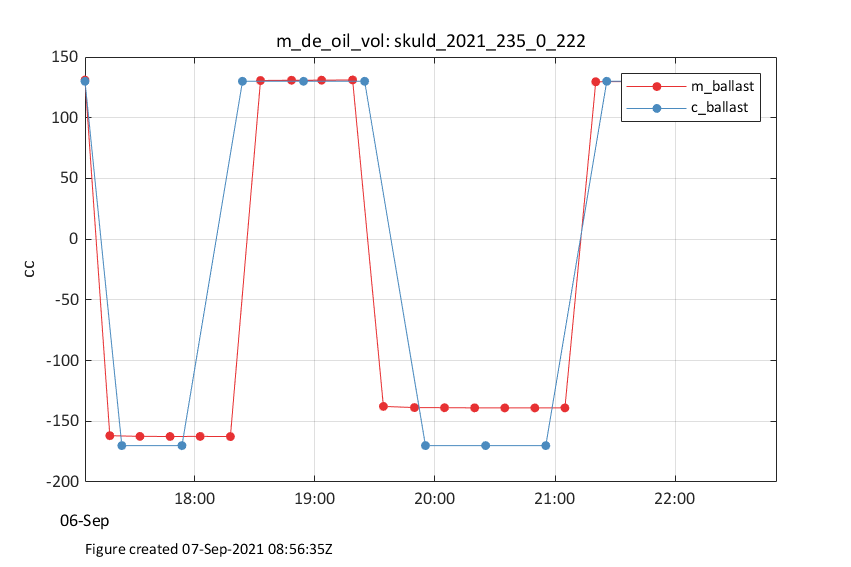 m_de_oil_vol: skuld_2021_235_0_222
150
100
50
0
-50
-100
-150
-200
cc
m_ballast
c_ballast
18:00 19:00 20:00 21:00 22:00
06-Sep
Figure created 07-Sep-2021 08:56:35Z